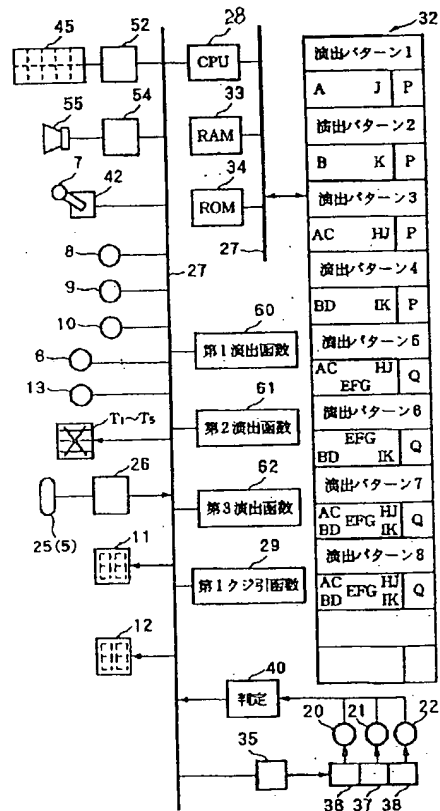 45
52
28
CPU
55
54
33
RAM
7
42
34
ROM
8
27
27
9
10
60
第1演出函数
6
13
61
第2演出函数
T1~T5
26
62
第3演出函数
25(5)
11
29
第1クジ引函数
12
40
判定
20
21
22
35
36
37
38
32
演出パターン1
A J P
演出パターン2
B K P
演出パターン3
AC HJ P
演出パターン4
BD IK P
演出パターン5
AC HJ Q
EFG
演出パターン6
EFG
BD IK Q
演出パターン7
AC HJ
BD EFG IK Q
演出パターン8
AC HJ
BD EFG IK Q